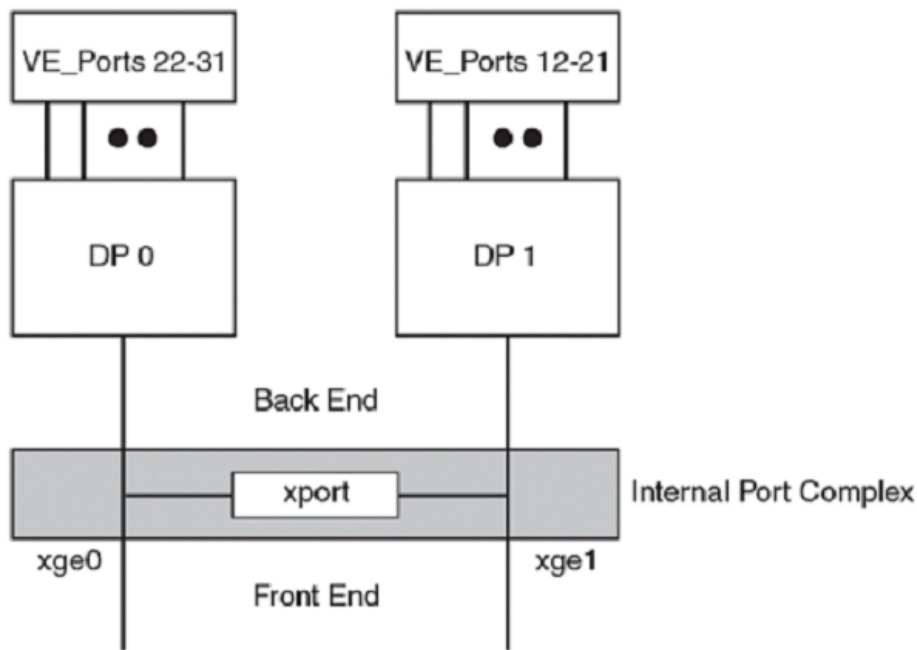 VE_Ports 22-31
VE_Ports 12-21
DP 0
DP 1
Back End
xport
Internal Port Complex
xge0
xge1
Front End